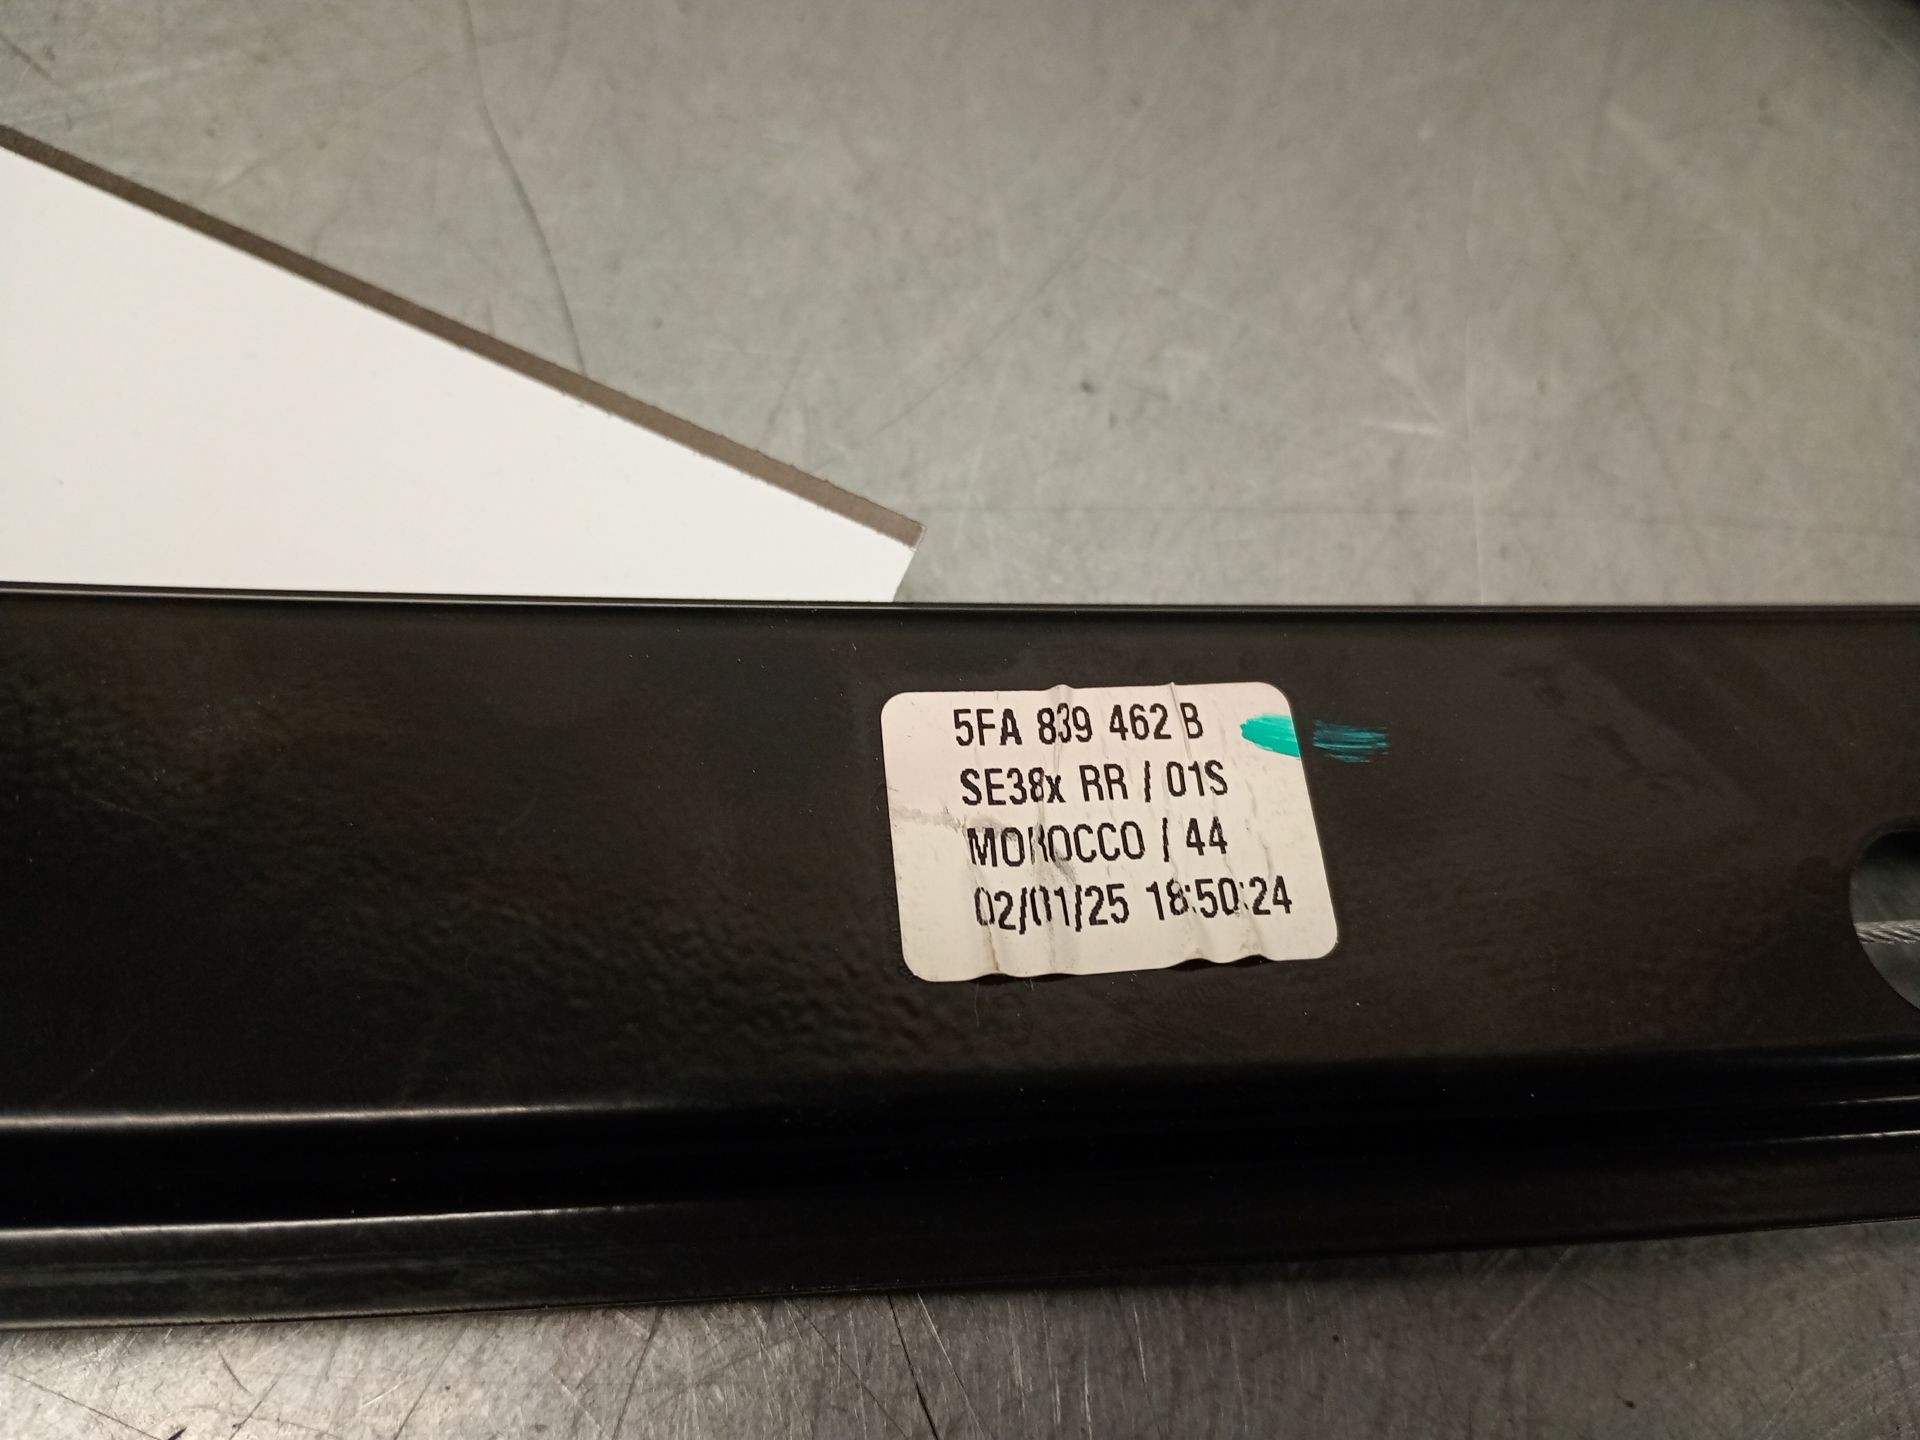 5FA 839 462 B
SE38x RR / 01S
MOROCCO / 44
02/01/25 18:50:24